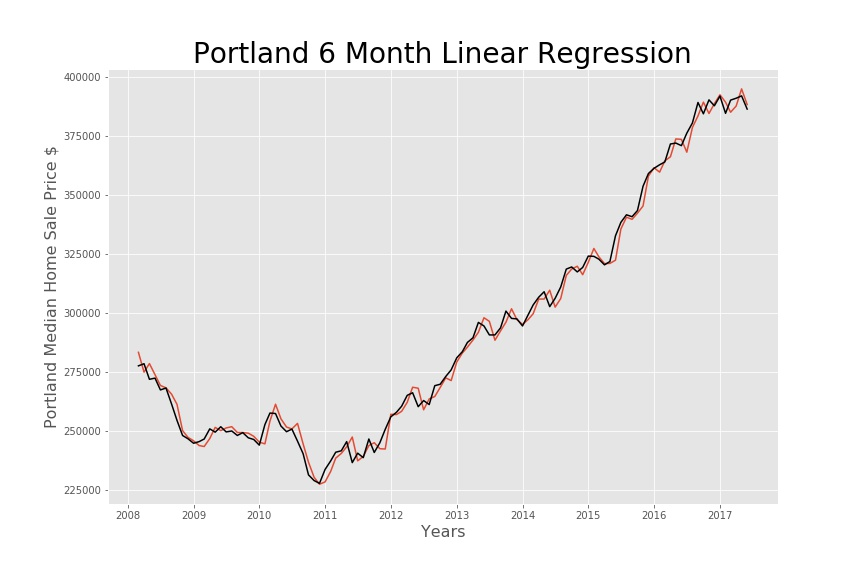 Portland 6 Month Linear Regression
Portland Median Home Sale Price $
400000
375000
350000
325000
300000
275000
250000
225000
2008 2009 2010 2011 2012 2013 2014 2015 2016 2017
Years